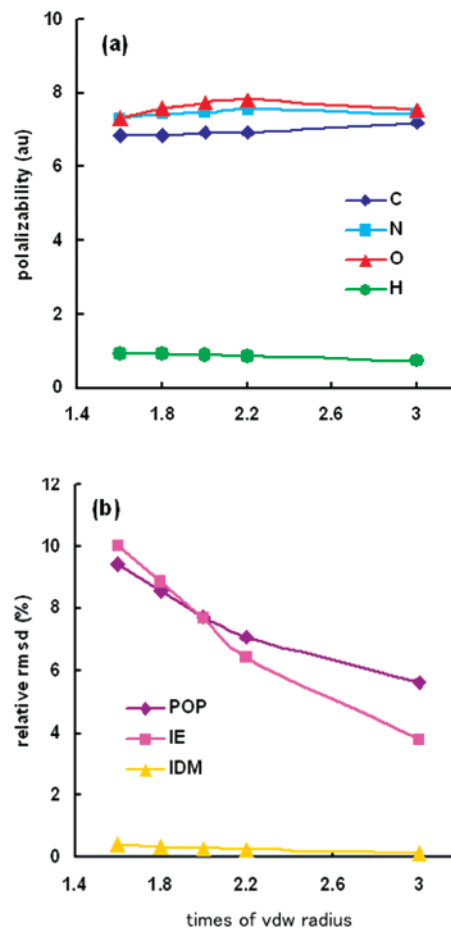 10
(a)
8
6
4
2
0
polalizability (au)
C
N
O
H
1.4 1.8 2.2 2.6 3
12
(b)
10
8
6
4
2
0
relative rmsd (%)
POP
IE
IDM
1.4 1.8 2.2 2.6 3
times of vdw radius